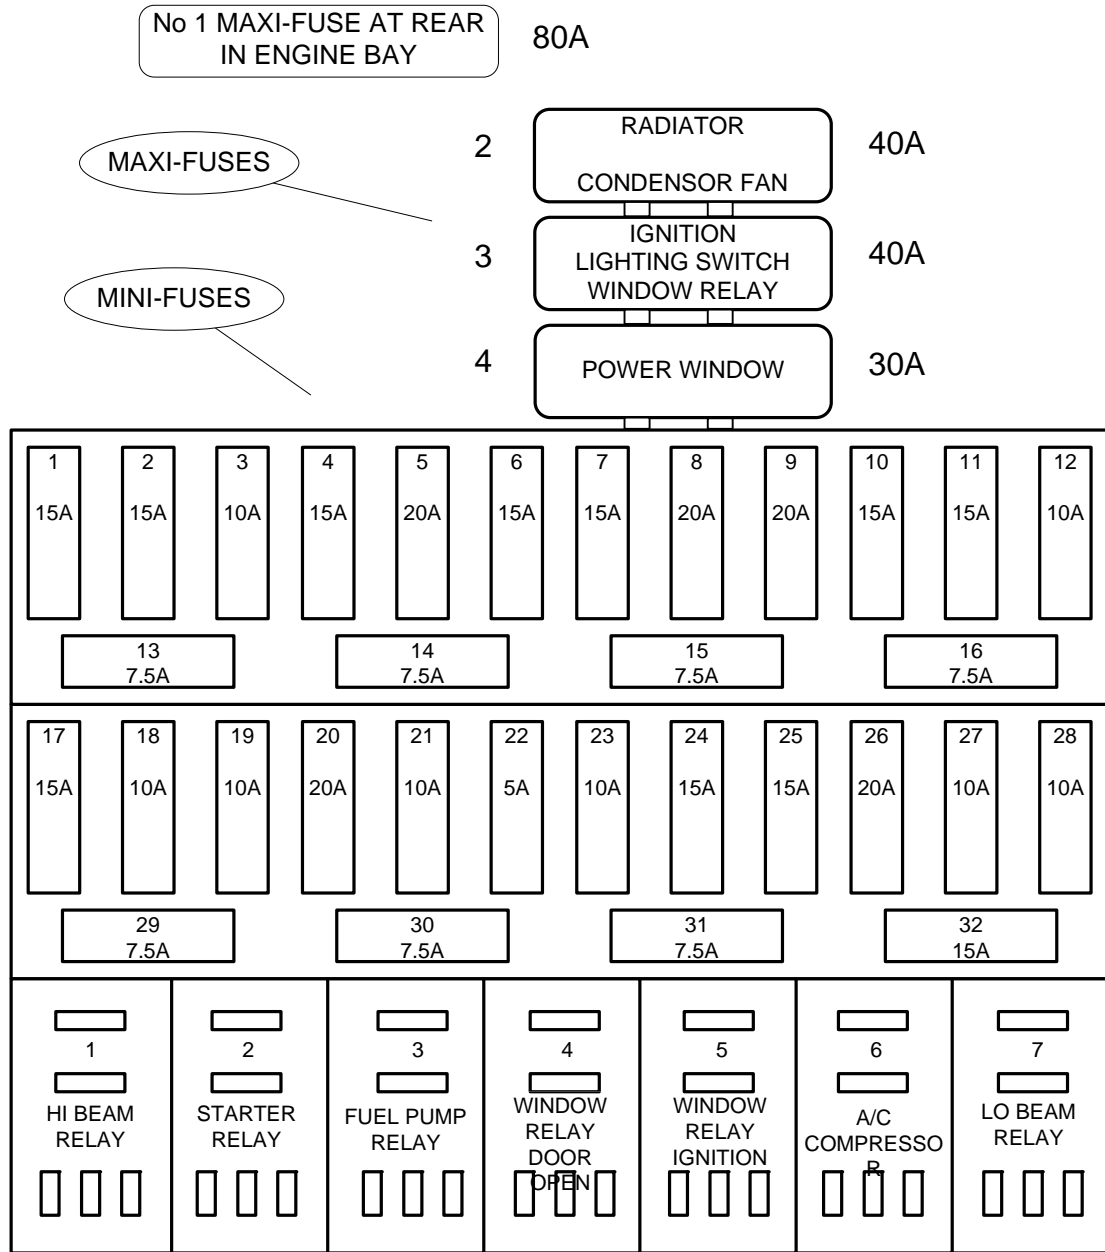 No 1 MAXI-FUSE AT REAR
IN ENGINE BAY
80A
MAXI-FUSES
2
RADIATOR
CONDENSOR FAN
40A
3
IGNITION
LIGHTING SWITCH
WINDOW RELAY
40A
MINI-FUSES
4
POWER WINDOW
30A
1 2 3 4 5 6 7 8 9 10 11 12
15A 15A 10A 15A 20A 15A 15A 20A 20A 15A 15A 10A
13 14 15 16
7.5A 7.5A 7.5A 7.5A
17 18 19 20 21 22 23 24 25 26 27 28
15A 10A 10A 20A 10A 5A 10A 15A 15A 20A 10A 10A
29 30 31 32
7.5A 7.5A 7.5A 15A
1
HI BEAM
RELAY
2
STARTER
RELAY
3
FUEL PUMP
RELAY
4
WINDOW
RELAY
DOOR
OPEN
5
WINDOW
RELAY
IGNITION
6
A/C
COMPRESSO
R
7
LO BEAM
RELAY